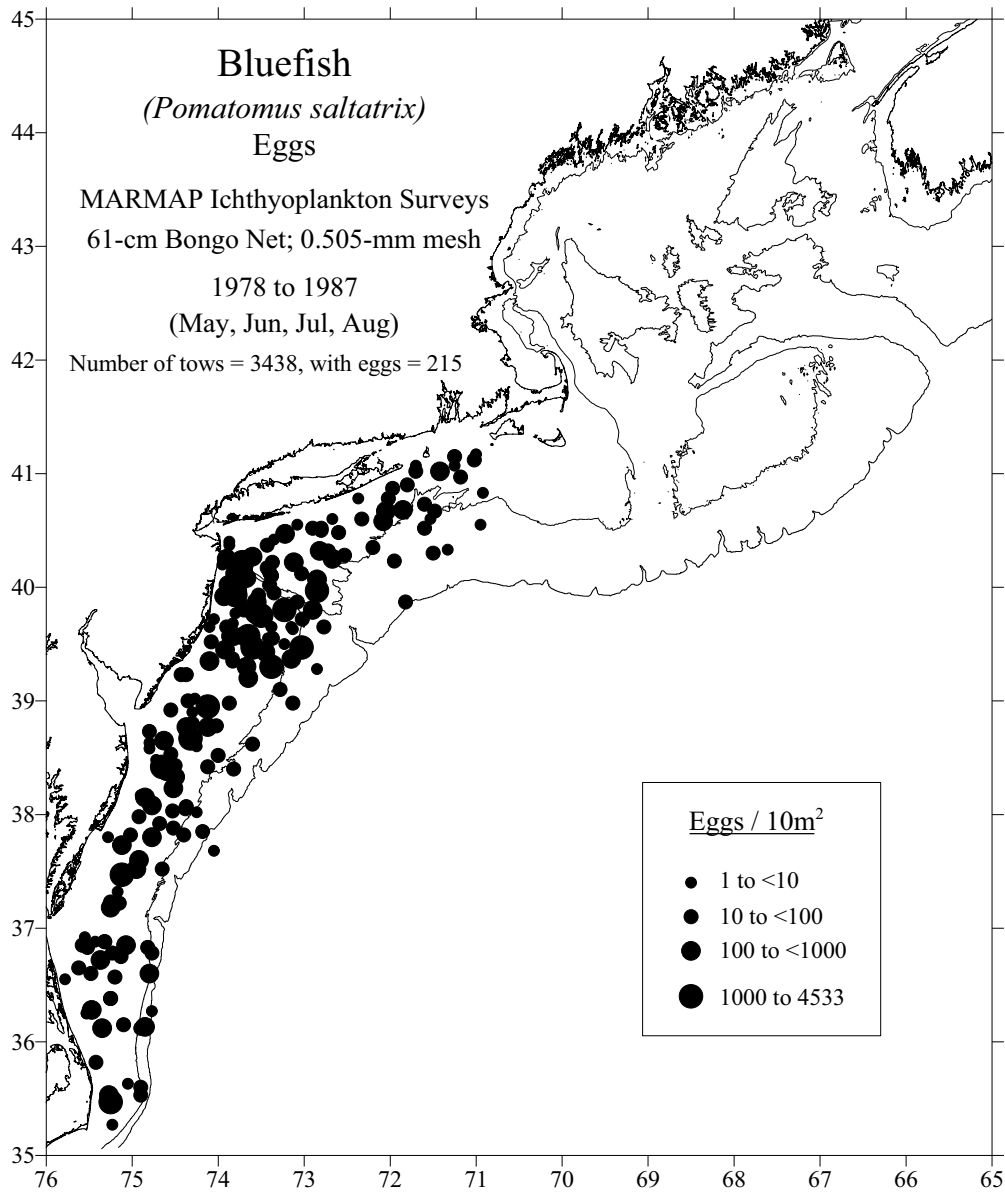 Bluefish
(Pomatomus saltatrix)
Eggs
MARMAP Ichthyoplankton Surveys
61-cm Bongo Net; 0.505-mm mesh
1978 to 1987
(May, Jun, Jul, Aug)
Number of tows = 3438, with eggs = 215
45
44
43
42
41
40
39
38
37
36
35
76
75
74
73
72
71
70
69
68
67
66
65
Eggs / 10m²
1 to <10
10 to <100
100 to <1000
1000 to 4533